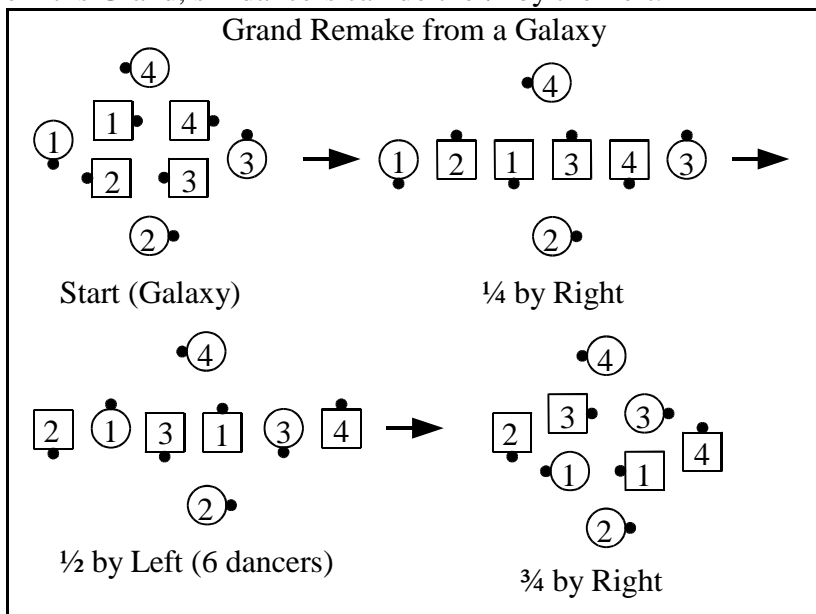 Grand Remake from a Galaxy
4
1 4
1 3
2 3
2
Start (Galaxy)
4
1 2 1 3 4 3
2
¼ by Right
4
2 1 3 1 3 4
2
½ by Left (6 dancers)
4
3 3
2 4
1 1
2
¾ by Right